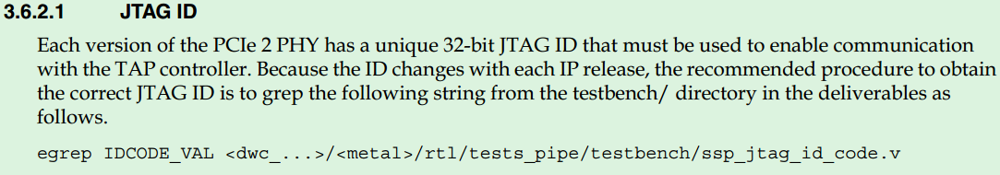 3.6.2.1 JTAG ID
Each version of the PCIe 2 PHY has a unique 32-bit JTAG ID that must be used to enable communication
with the TAP controller. Because the ID changes with each IP release, the recommended procedure to obtain
the correct JTAG ID is to grep the following string from the testbench/ directory in the deliverables as
follows.
egrep IDCODE_VAL <dwc_...>/<metal>/rtl/tests_pipe/testbench/ssp_jtag_id_code.v